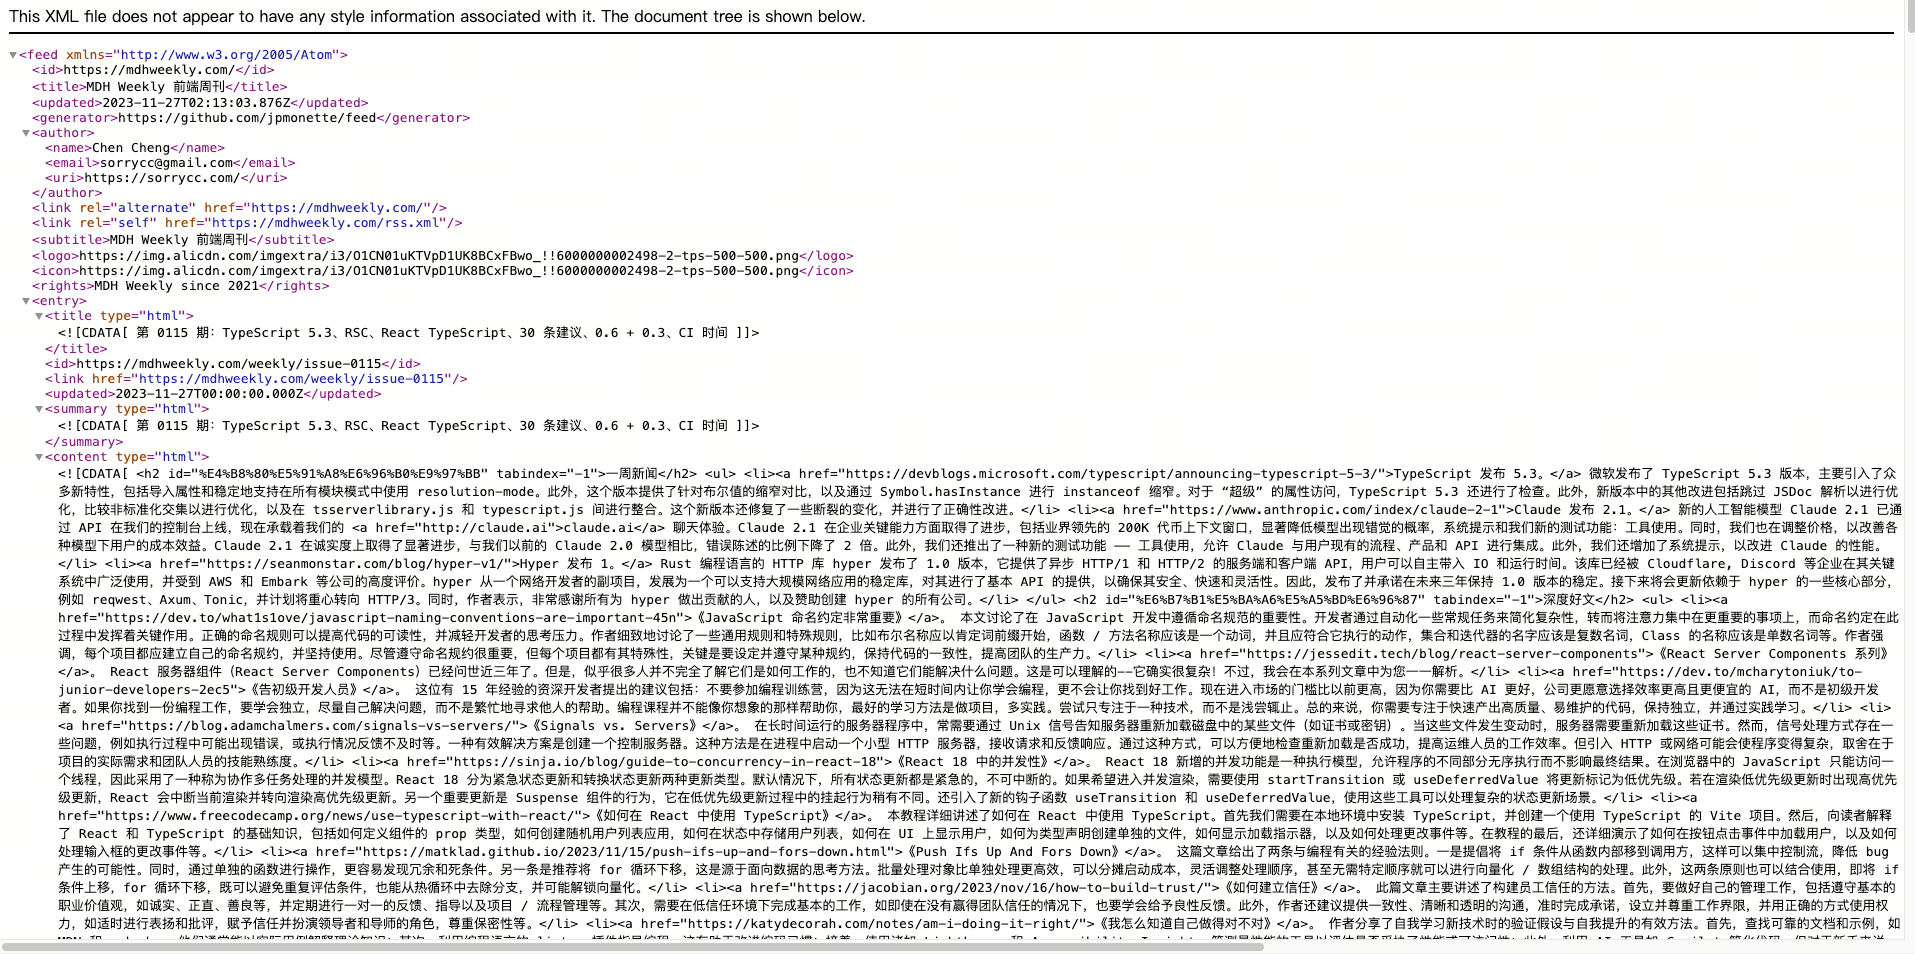 This XML file does not appear to have any style information associated with it. The document tree is shown below.
▼<feed xmlns="http://www.w3.org/2005/Atom">
<id>https://mdhweekly.com/</id>
<title>MDH Weekly 前端周刊</title>
<updated>2023-11-27T02:13:03.876Z</updated>
<generator>https://github.com/jpmonette/feed</generator>
▼<author>
<name>Chen Cheng</name>
<email>sorrycc@gmail.com</email>
<uri>https://sorrycc.com/</uri>
</author>
<link rel="alternate" href="https://mdhweekly.com/"/>
<link rel="self" href="https://mdhweekly.com/rss.xml"/>
<subtitle>MDH Weekly 前端周刊</subtitle>
<logo>https://img.alicdn.com/imgextra/i3/O1CN01uKTVpD1UK8BCxFBwo_!!6000000002498-2-tps-500-500.png</logo>
<icon>https://img.alicdn.com/imgextra/i3/O1CN01uKTVpD1UK8BCxFBwo_!!6000000002498-2-tps-500-500.png</icon>
<rights>MDH Weekly since 2021</rights>
▼<entry>
▼<title type="html">
<![CDATA[ 第 0115 期：TypeScript 5.3、RSC、React TypeScript、30 条建议、0.6 + 0.3、CI 时间 ]]>
</title>
<id>https://mdhweekly.com/weekly/issue-0115</id>
<link href="https://mdhweekly.com/weekly/issue-0115"/>
<updated>2023-11-27T00:00:00.000Z</updated>
▼<summary type="html">
<![CDATA[ 第 0115 期：TypeScript 5.3、RSC、React TypeScript、30 条建议、0.6 + 0.3、CI 时间 ]]>
</summary>
▼<content type="html">
<![CDATA[ <h2 id="%E4%B8%80%E5%91%A8%E6%96%B0%E9%97%BB" tabindex="-1">一周新闻</h2> <ul> <li><a href="https://devblogs.microsoft.com/typescript/announcing-typescript-5-3/">TypeScript 发布 5.3。</a> 微软发布了 TypeScript 5.3 版本，主要引入了众
多新特性，包括导入属性和稳定地支持在所有模块模式中使用 resolution-mode。此外，这个版本提供了针对布尔值的缩窄对比，以及通过 Symbol.hasInstance 进行 instanceof 缩窄。对于 “超级” 的属性访问，TypeScript 5.3 还进行了检查。此外，新版本中的其他改进包括跳过 JSDoc 解析以进行优
化，比较非标准化交集以进行优化，以及在 tsserverlibrary.js 和 typescript.js 间进行整合。这个新版本还修复了一些断裂的变化，并进行了正确性改进。</li> <li><a href="https://www.anthropic.com/index/claude-2-1">Claude 发布 2.1。</a> 新的人工智能模型 Claude 2.1 已通
过 API 在我们的控制台上线，现在承载着我们的 <a href="http://claude.ai">claude.ai</a> 聊天体验。Claude 2.1 在企业关键能力方面取得了进步，包括业界领先的 200K 代币上下文窗口，显著降低模型出现错觉的概率，系统提示和我们新的测试功能：工具使用。同时，我们也在调整价格，以改善各
种模型下用户的成本效益。Claude 2.1 在诚实度上取得了显著进步，与我们以前的 Claude 2.0 模型相比，错误陈述的比例下降了 2 倍。此外，我们还推出了一种新的测试功能 —— 工具使用，允许 Claude 与用户现有的流程、产品和 API 进行集成。此外，我们还增加了系统提示，以改进 Claude 的性能。
</li> <li><a href="https://seanmonstar.com/blog/hyper-v1/">Hyper 发布 1。</a> Rust 编程语言的 HTTP 库 hyper 发布了 1.0 版本，它提供了异步 HTTP/1 和 HTTP/2 的服务端和客户端 API，用户可以自主带入 IO 和运行时间。该库已经被 Cloudflare, Discord 等企业在其关键
系统中广泛使用，并受到 AWS 和 Embark 等公司的高度评价。hyper 从一个网络开发者的副项目，发展为一个可以支持大规模网络应用的稳定库，对其进行了基本 API 的提供，以确保其安全、快速和灵活性。因此，发布了并承诺在未来三年保持 1.0 版本的稳定。接下来将会更新依赖于 hyper 的一些核心部分，
例如 reqwest、Axum、Tonic，并计划将重心转向 HTTP/3。同时，作者表示，非常感谢所有为 hyper 做出贡献的人，以及赞助创建 hyper 的所有公司。</li> </ul> <h2 id="%E6%B7%B1%E5%BA%A6%E5%A5%BD%E6%96%87" tabindex="-1">深度好文</h2> <ul> <li><a
href="https://dev.to/what1s1ove/javascript-naming-conventions-are-important-45n">《JavaScript 命名约定非常重要》</a>。 本文讨论了在 JavaScript 开发中遵循命名规范的重要性。开发者通过自动化一些常规任务来简化复杂性，转而将注意力集中在更重要的事项上，而命名约定在此
过程中发挥着关键作用。正确的命名规则可以提高代码的可读性，并减轻开发者的思考压力。作者细致地讨论了一些通用规则和特殊规则，比如布尔名称应以肯定词前缀开始，函数 / 方法名称应该是一个动词，并且应符合它执行的动作，集合和迭代器的名字应该是复数名词，Class 的名称应该是单数名词等。作者强
调，每个项目都应建立自己的命名规约，并坚持使用。尽管遵守命名规约很重要，但每个项目都有其特殊性，关键是要设定并遵守某种规约，保持代码的一致性，提高团队的生产力。</li> <li><a href="https://jessedit.tech/blog/react-server-components">《React Server Components 系列》
</a>。 React 服务器组件（React Server Components）已经问世近三年了。但是，似乎很多人并不完全了解它们是如何工作的，也不知道它们能解决什么问题。这是可以理解的——它确实很复杂！不过，我会在本系列文章中为您一一解析。</li> <li><a href="https://dev.to/mcharytoniuk/to-
junior-developers-2ec5">《告初级开发人员》</a>。 这位有 15 年经验的资深开发者提出的建议包括：不要参加编程训练营，因为这无法在短时间内让你学会编程，更不会让你找到好工作。现在进入市场的门槛比以前更高，因为你需要比 AI 更好，公司更愿意选择效率更高且更便宜的 AI，而不是初级开发
者。如果你找到一份编程工作，要学会独立，尽量自己解决问题，而不是繁忙地寻求他人的帮助。编程课程并不能像你想象的那样帮助你，最好的学习方法是做项目，多实践。尝试只专注于一种技术，而不是浅尝辄止。总的来说，你需要专注于快速产出高质量、易维护的代码，保持独立，并通过实践学习。</li> <li>
<a href="https://blog.adamchalmers.com/signals-vs-servers/">《Signals vs. Servers》</a>。 在长时间运行的服务器程序中，常需要通过 Unix 信号告知服务器重新加载磁盘中的某些文件（如证书或密钥）。当这些文件发生变动时，服务器需要重新加载这些证书。然而，信号处理方式存在一
些问题，例如执行过程中可能出现错误，或执行情况反馈不及时等。一种有效解决方案是创建一个控制服务器。这种方法是在进程中启动一个小型 HTTP 服务器，接收请求和反馈响应。通过这种方式，可以方便地检查重新加载是否成功，提高运维人员的工作效率。但引入 HTTP 或网络可能会使程序变得复杂，取舍在于
项目的实际需求和团队人员的技能熟练度。</li> <li><a href="https://sinja.io/blog/guide-to-concurrency-in-react-18">《React 18 中的并发性》</a>。 React 18 新增的并发功能是一种执行模型，允许程序的不同部分无序执行而不影响最终结果。在浏览器中的 JavaScript 只能访问一
个线程，因此采用了一种称为协作多任务处理的并发模型。React 18 分为紧急状态更新和转换状态更新两种更新类型。默认情况下，所有状态更新都是紧急的，不可中断的。如果希望进入并发渲染，需要使用 startTransition 或 useDeferredValue 将更新标记为低优先级。若在渲染低优先级更新时出现高优先
级更新，React 会中断当前渲染并转向渲染高优先级更新。另一个重要更新是 Suspense 组件的行为，它在低优先级更新过程中的挂起行为稍有不同。还引入了新的钩子函数 useTransition 和 useDeferredValue，使用这些工具可以处理复杂的状态更新场景。</li> <li><a
href="https://www.freecodecamp.org/news/use-typescript-with-react/">《如何在 React 中使用 TypeScript》</a>。 本教程详细讲述了如何在 React 中使用 TypeScript。首先我们需要在本地环境中安装 TypeScript，并创建一个使用 TypeScript 的 Vite 项目。然后，向读者解释
了 React 和 TypeScript 的基础知识，包括如何定义组件的 prop 类型，如何创建随机用户列表应用，如何在状态中存储用户列表，如何在 UI 上显示用户，如何为类型声明创建单独的文件，如何显示加载指示器，以及如何处理更改事件等。在教程的最后，还详细演示了如何在按钮点击事件中加载用户，以及如何
处理输入框的更改事件等。</li> <li><a href="https://matklad.github.io/2023/11/15/push-ifs-up-and-fors-down.html">《Push Ifs Up And Fors Down》</a>。 这篇文章给出了两条与编程有关的经验法则。一是提倡将 if 条件从函数内部移到调用方，这样可以集中控制流，降低 bug
产生的可能性。同时，通过单独的函数进行操作，更容易发现冗余和死条件。另一条是推荐将 for 循环下移，这是源于面向数据的思考方法。批量处理对象比单独处理更高效，可以分摊启动成本，灵活调整处理顺序，甚至无需特定顺序就可以进行向量化 / 数组结构的处理。此外，这两条原则也可以结合使用，即将 if
条件上移，for 循环下移，既可以避免重复评估条件，也能从热循环中去除分支，并可能解锁向量化。</li> <li><a href="https://jacobian.org/2023/nov/16/how-to-build-trust/">《如何建立信任》</a>。 此篇文章主要讲述了构建员工信任的方法。首先，要做好自己的管理工作，包括遵守基本的
职业价值观，如诚实、正直、善良等，并定期进行一对一的反馈、指导以及项目 / 流程管理等。其次，需要在低信任环境下完成基本的工作，如即使在没有赢得团队信任的情况下，也要学会给予良性反馈。此外，作者还建议提供一致性、清晰和透明的沟通，准时完成承诺，设立并尊重工作界限，并用正确的方式使用权
力，如适时进行表扬和批评，赋予信任并扮演领导者和导师的角色，尊重保密性等。</li> <li><a href="https://katydecorah.com/notes/am-i-doing-it-right/">《我怎么知道自己做得对不对》</a>。 作者分享了自我学习新技术时的验证假设与自我提升的有效方法。首先，查找可靠的文档和示例，如